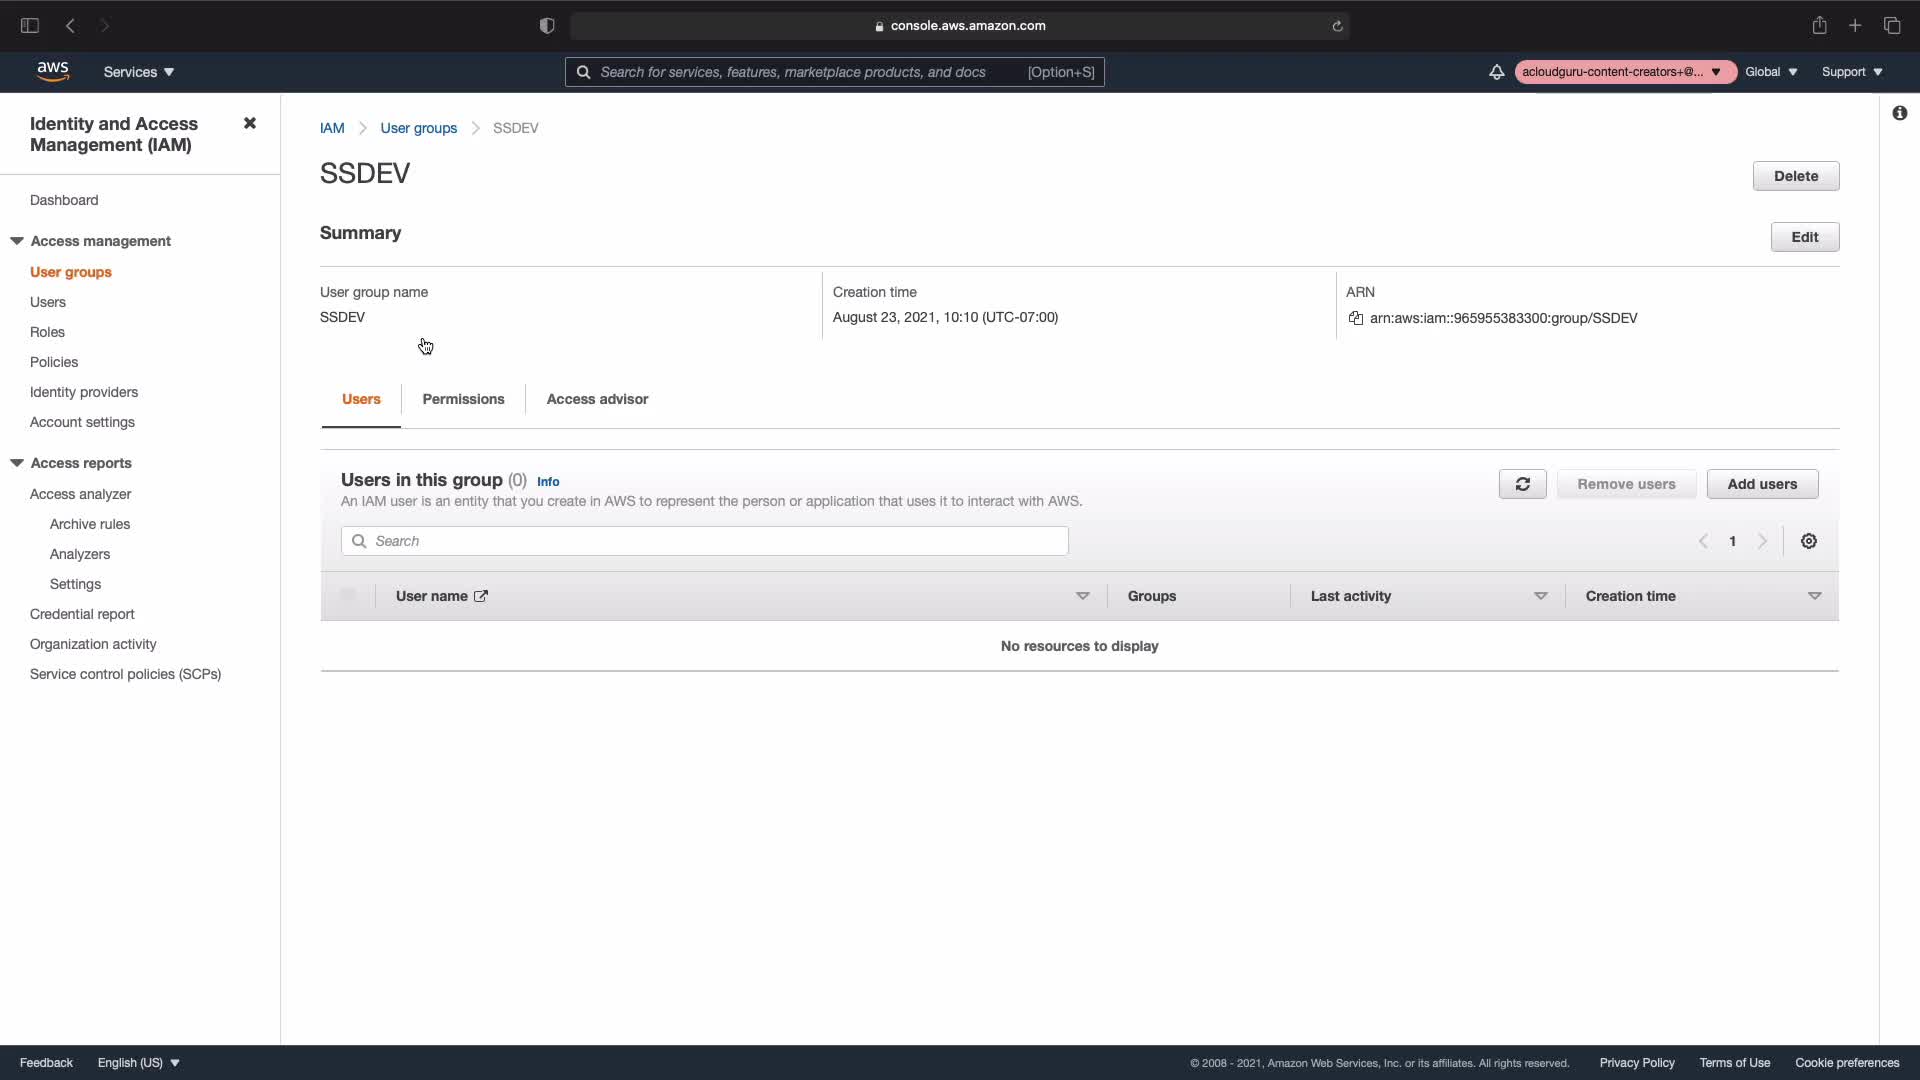 console.aws.amazon.com
aws
Services
Search for services, features, marketplace products, and docs
[Option+S]
acloudguru-content-creators+@...
Global
Support
Identity and Access
Management (IAM)
Dashboard
Access management
User groups
Users
Roles
Policies
Identity providers
Account settings
Access reports
Access analyzer
Archive rules
Analyzers
Settings
Credential report
Organization activity
Service control policies (SCPs)
IAM
User groups
SSDEV
SSDEV
Delete
Summary
Edit
User group name
SSDEV
Creation time
August 23, 2021, 10:10 (UTC-07:00)
ARN
arn:aws:iam::965955383300:group/SSDEV
Users
Permissions
Access advisor
Users in this group (0) Info
An IAM user is an entity that you create in AWS to represent the person or application that uses it to interact with AWS.
Remove users
Add users
Search
1
User name
Groups
Last activity
Creation time
No resources to display
Feedback
English (US)
© 2008 - 2021, Amazon Web Services, Inc. or its affiliates. All rights reserved.
Privacy Policy
Terms of Use
Cookie preferences